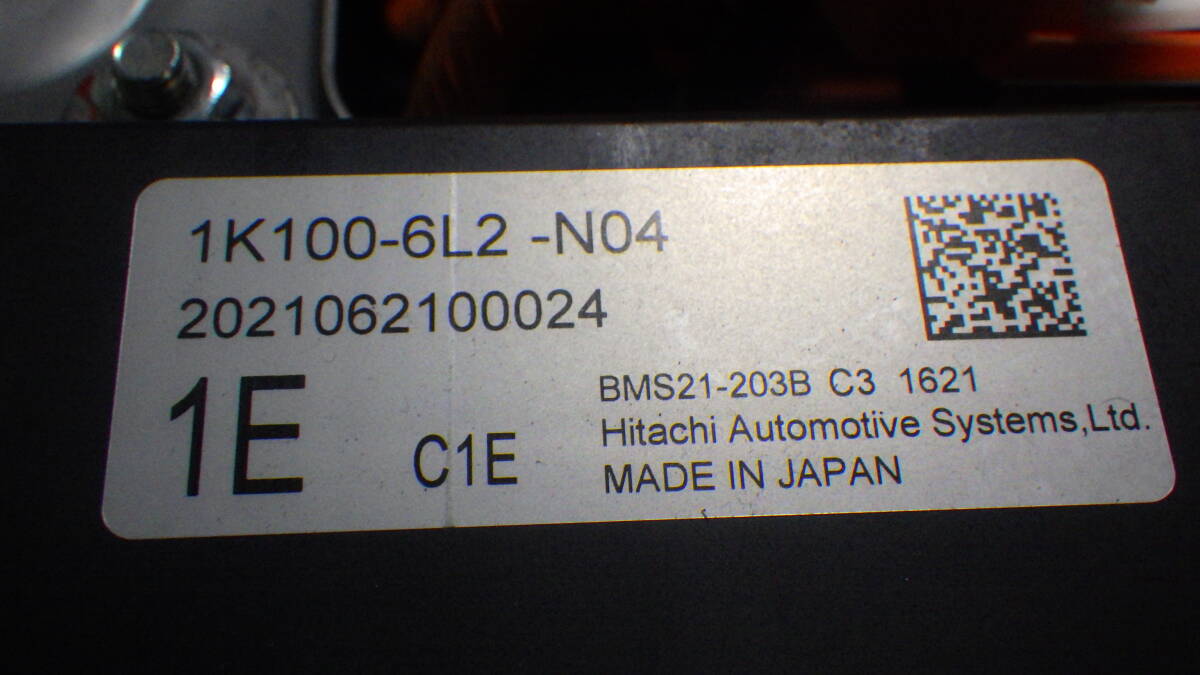 1K100-6L2 -N04
2021062100024
1E
C1E
BMS21-203B C3 1621
Hitachi Automotive Systems,Ltd.
MADE IN JAPAN